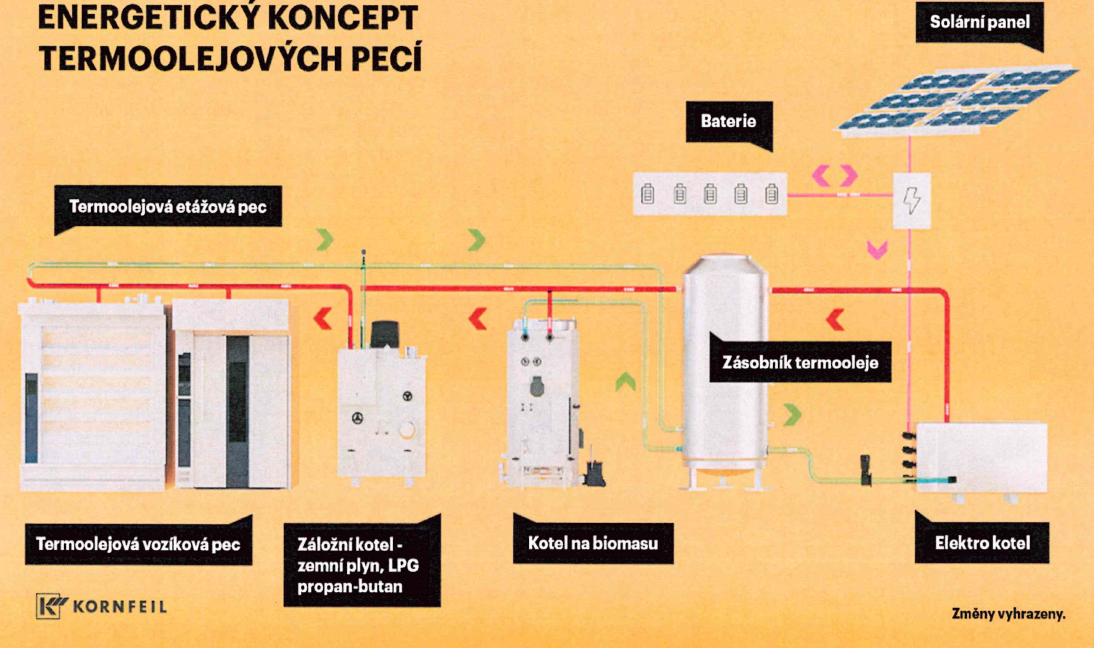 ENERGETICKÝ KONCEPT
TERMOOLEJOVÝCH PECÍ
Solární panel
Baterie
Termoolejová etážová pec
Zásobník termooleje
Termoolejová vozíková pec
Záložní kotel -
zemní plyn, LPG
propan-butan
Kotel na biomasu
Elektro kotel
KORNFEIL
Změny vyhrazeny.